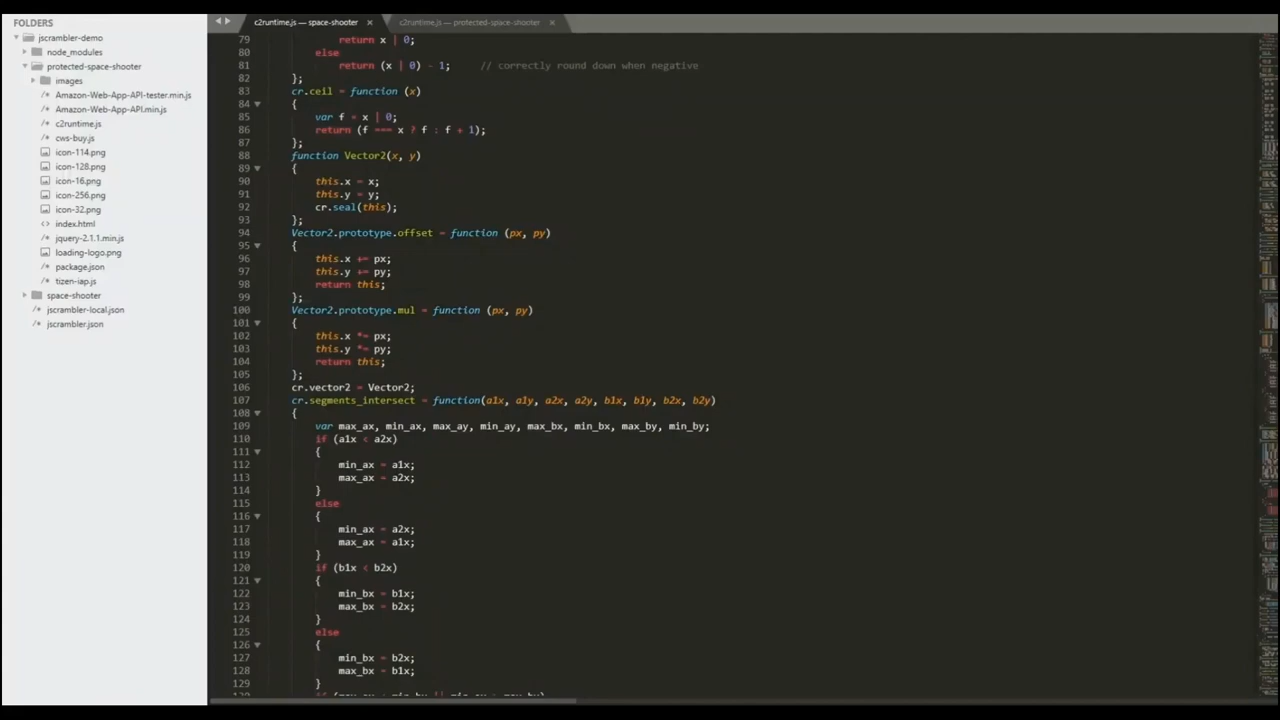 FOLDERS
jscrambler-demo
node_modules
protected-space-shooter
images
Amazon-Web-App-API-tester.min.js
Amazon-Web-App-API.min.js
c2runtime.js
cws-buy.js
icon-114.png
icon-128.png
icon-16.png
icon-256.png
icon-32.png
index.html
jquery-2.1.1.min.js
loading-logo.png
package.json
tizen-iap.js
space-shooter
jscrambler-local.json
jscrambler.json
c2runtime.js — space-shooter
c2runtime.js — protected-space-shooter
79 return x | 0;
80 else
81 return (x | 0) - 1; // correctly round down when negative
82 };
83 cr.ceil = function (x)
84 {
85 var f = x | 0;
86 return (f === x ? f : f + 1);
87 };
88 function Vector2(x, y)
89 {
90 this.x = x;
91 this.y = y;
92 cr.seal(this);
93 };
94 Vector2.prototype.offset = function (px, py)
95 {
96 this.x += px;
97 this.y += py;
98 return this;
99 };
100 Vector2.prototype.mul = function (px, py)
101 {
102 this.x *= px;
103 this.y *= py;
104 return this;
105 };
106 cr.vector2 = Vector2;
107 cr.segments_intersect = function(a1x, a1y, a2x, a2y, b1x, b1y, b2x, b2y)
108 {
109 var max_ax, min_ax, max_ay, min_ay, max_bx, min_bx, max_by, min_by;
110 if (a1x < a2x)
111 {
112 min_ax = a1x;
113 max_ax = a2x;
114 }
115 else
116 {
117 min_ax = a2x;
118 max_ax = a1x;
119 }
120 if (b1x < b2x)
121 {
122 min_bx = b1x;
123 max_bx = b2x;
124 }
125 else
126 {
127 min_bx = b2x;
128 max_bx = b1x;
129 }